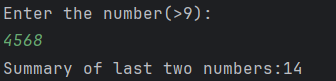 Enter the number(>9):
4568
Summary of last two numbers:14